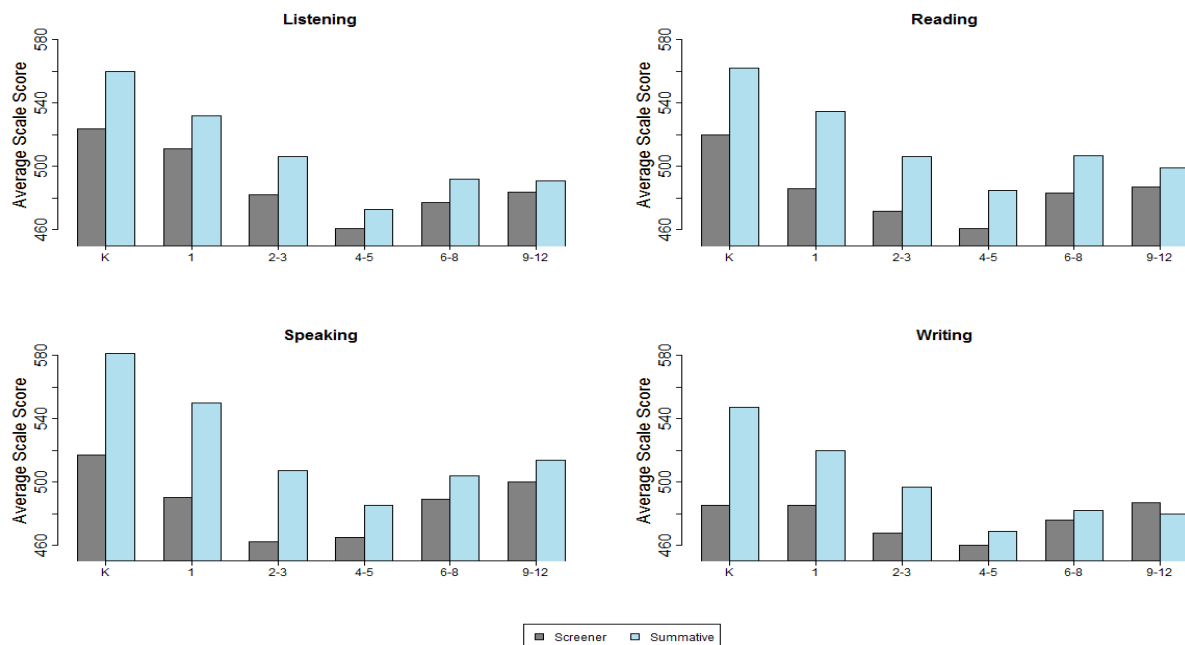 Listening
Average Scale Score
580
540
500
460
K 1 2-3 4-5 6-8 9-12
Reading
Average Scale Score
580
540
500
460
K 1 2-3 4-5 6-8 9-12
Speaking
Average Scale Score
580
540
500
460
K 1 2-3 4-5 6-8 9-12
Writing
Average Scale Score
580
540
500
460
K 1 2-3 4-5 6-8 9-12
Screener Summative